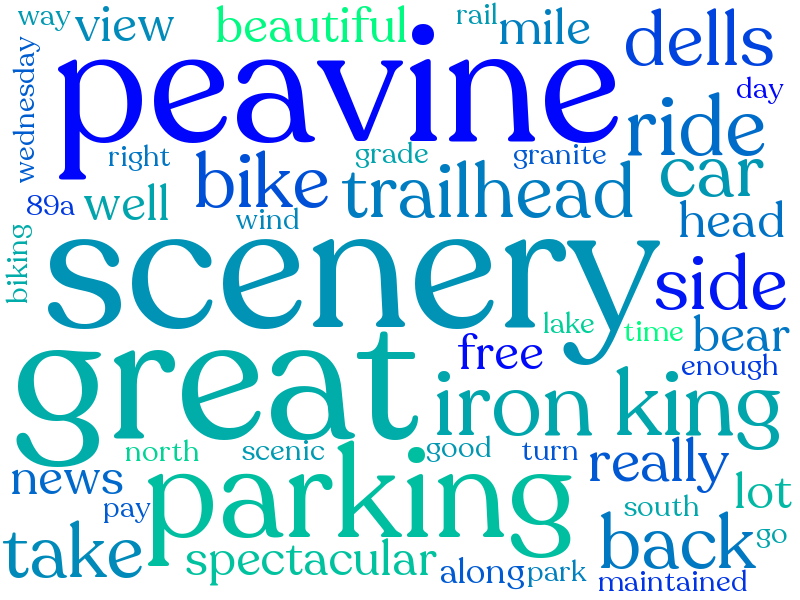 way
view
beautiful
rail
mile
dells
wednesday
peavine
day
ride
right
bike
grade
granite
89a
well
wind
trailhead
car
head
biking
scenery
side
lake
time
bear
free
enough
great
iron king
north
scenic
good
turn
really
news
pay
parking
lot
south
take
spectacular
along
park
back
go
maintained